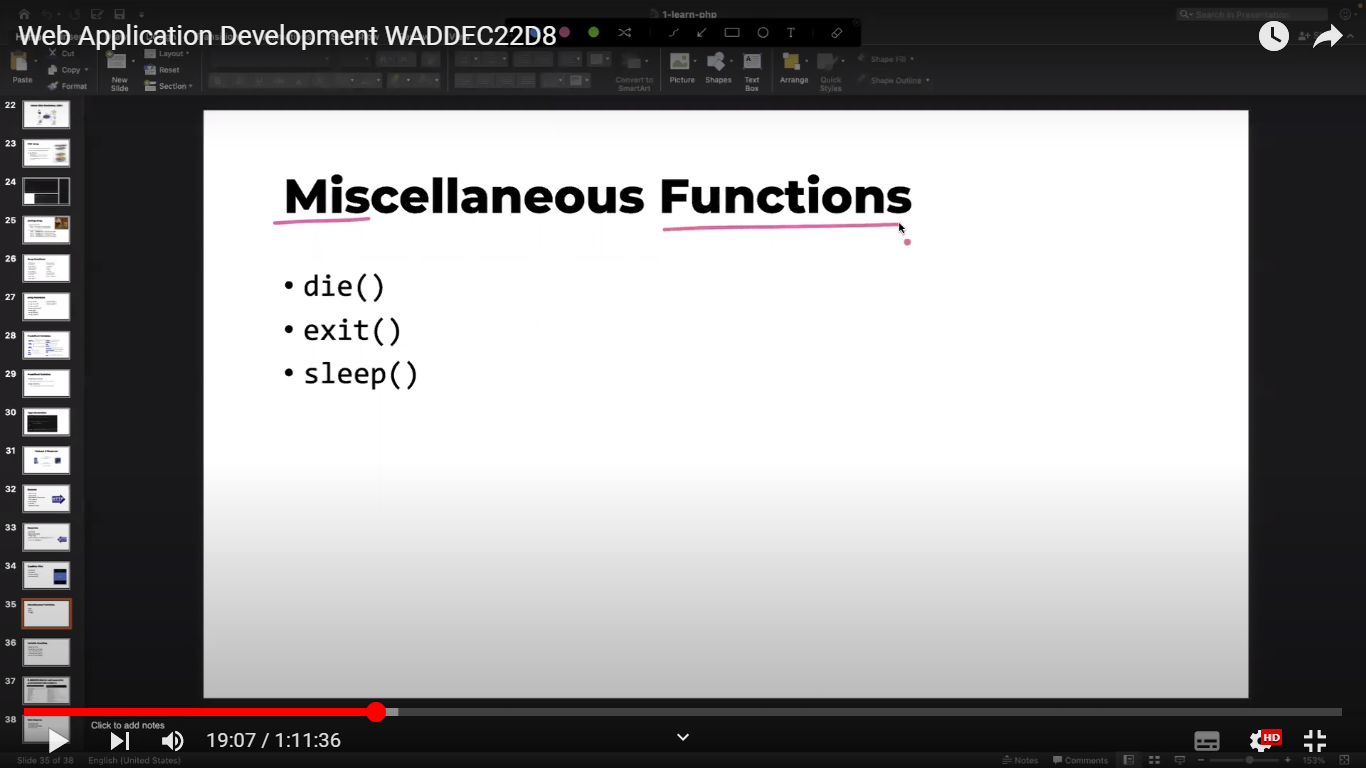 1-learn-php
Search in Presentation
Web Application Development WADDEC22D8
Cut
Copy
Format
Paste
New
Slide
Layout
Reset
Section
Convert to
SmartArt
Picture
Shapes
Text
Box
Arrange
Quick
Styles
Shape Fill
Shape Outline
22
23
24
25
26
27
28
29
30
31
32
33
34
35
36
37
38
Miscellaneous Functions
• die()
• exit()
• sleep()
Click to add notes
19:07 / 1:11:36
HD
Slide 35 of 38
English (United States)
Notes
Comments
153%